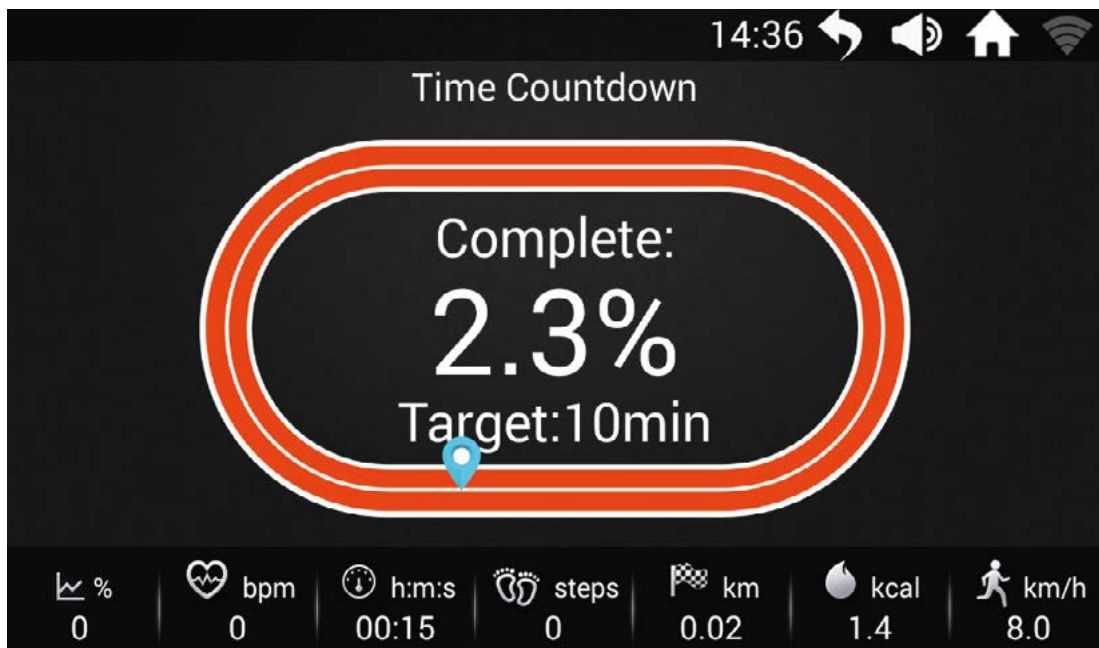 14:36
Time Countdown
Complete:
2.3%
Target:10min
% bpm h:m:s steps km kcal km/h
0 0 00:15 0 0.02 1.4 8.0